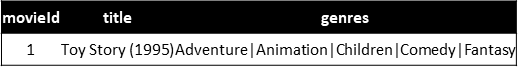 movieId title genres
1 Toy Story (1995) Adventure|Animation|Children|Comedy|Fantasy